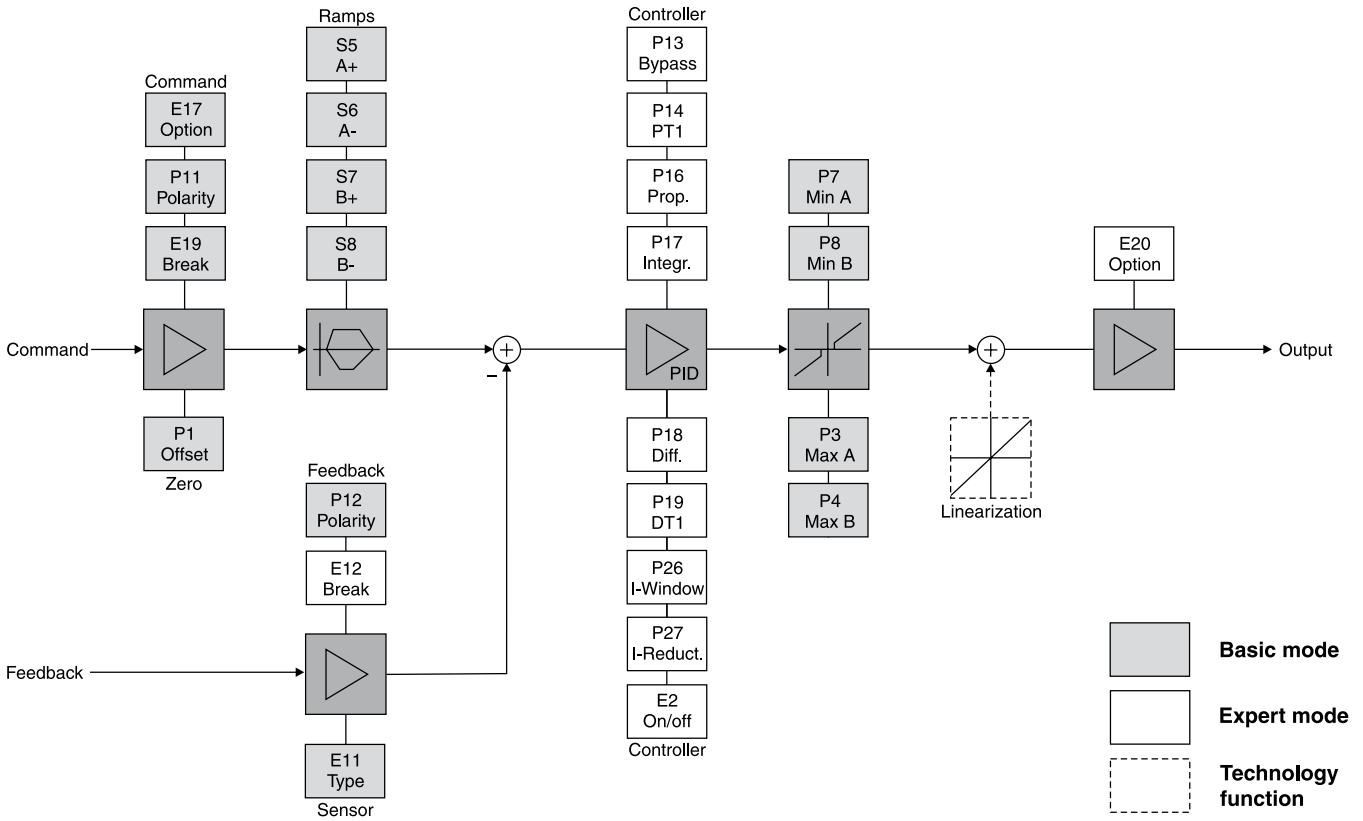 Ramps
S5
A+
S6
A-
S7
B+
S8
B-
Command
E17
Option
P11
Polarity
E19
Break
Command
P1
Offset
Zero
Feedback
P12
Polarity
E12
Break
Feedback
E11
Type
Sensor
–
+
Controller
P13
Bypass
P14
PT1
P16
Prop.
P17
Integr.
PID
P18
Diff.
P19
DT1
P26
I-Window
P27
I-Reduct.
E2
On/off
Controller
P7
Min A
P8
Min B
P3
Max A
P4
Max B
+
Linearization
E20
Option
Output
Basic mode
Expert mode
Technology
function